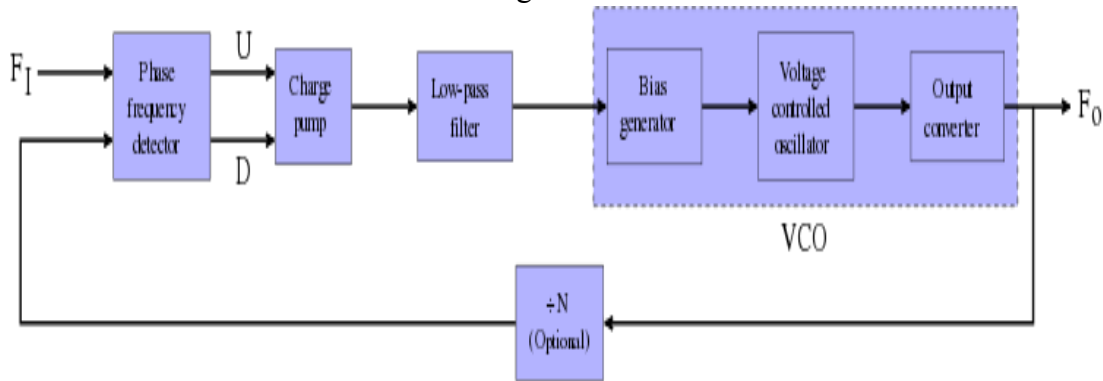 F_I
Phase
frequency
detector
U
D
Charge
pump
Low-pass
filter
Bias
generator
Voltage
controlled
oscillator
Output
converter
F_0
VCO
÷N
(Optional)